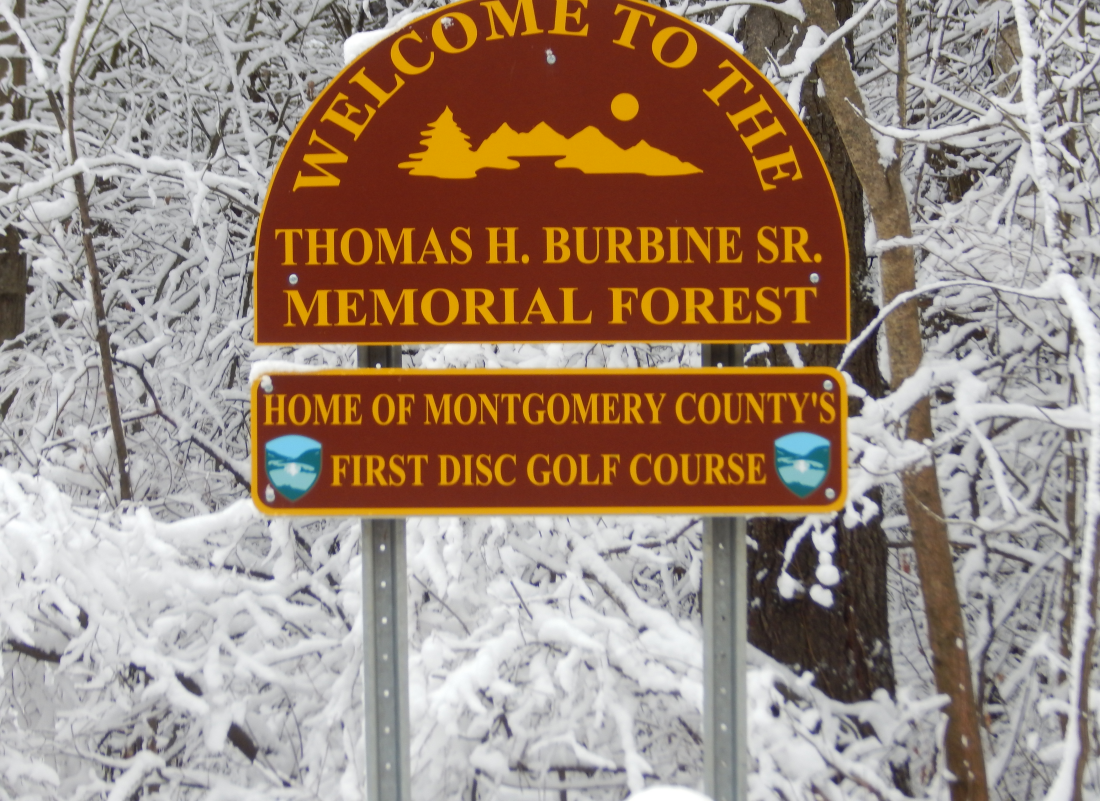 WELCOME TO THE
THOMAS H. BURBINE SR.
MEMORIAL FOREST
HOME OF MONTGOMERY COUNTY'S
FIRST DISC GOLF COURSE